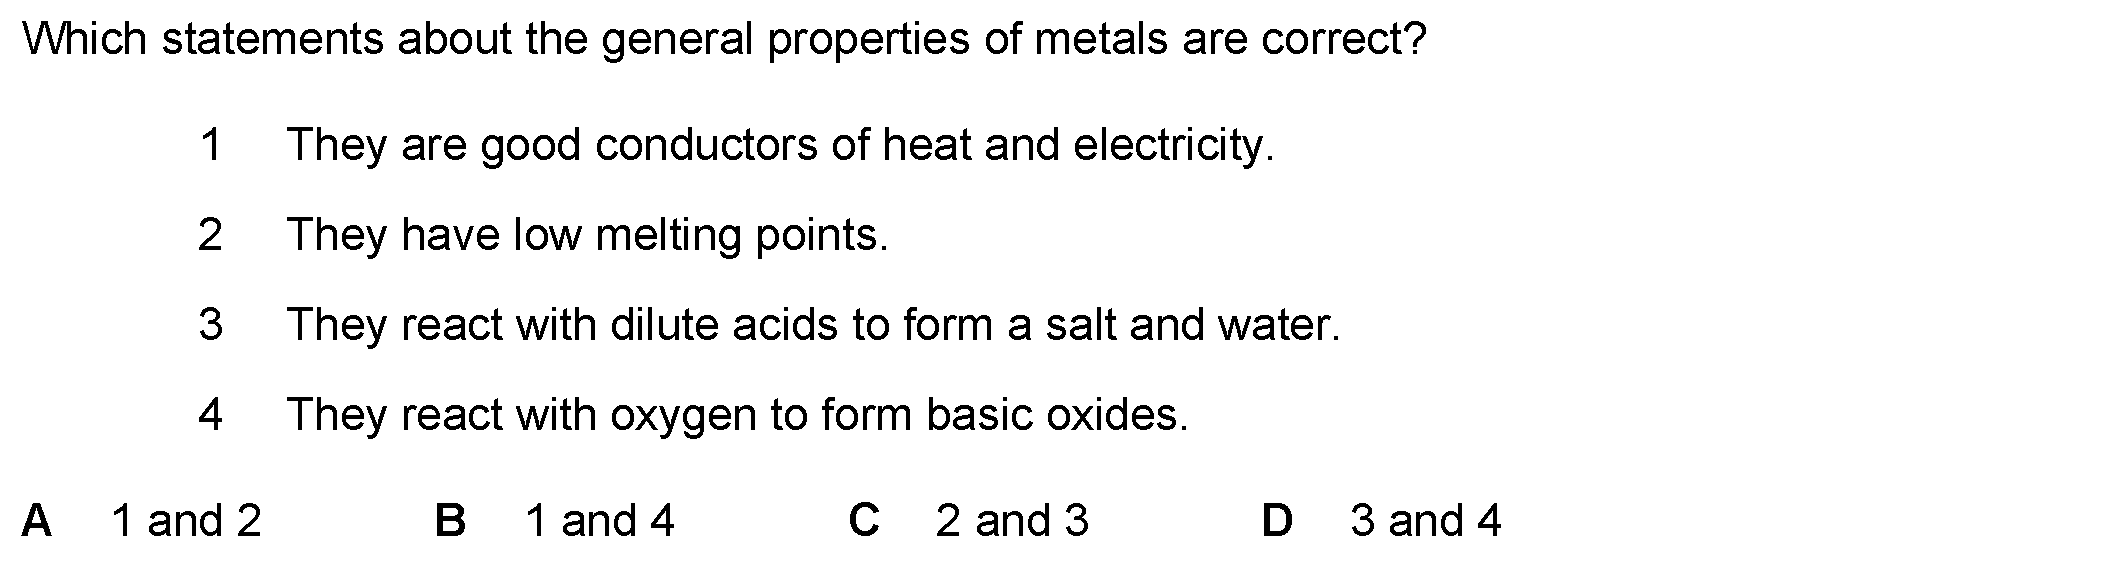 Which statements about the general properties of metals are correct?
1 They are good conductors of heat and electricity.
2 They have low melting points.
3 They react with dilute acids to form a salt and water.
4 They react with oxygen to form basic oxides.
A 1 and 2 B 1 and 4 C 2 and 3 D 3 and 4